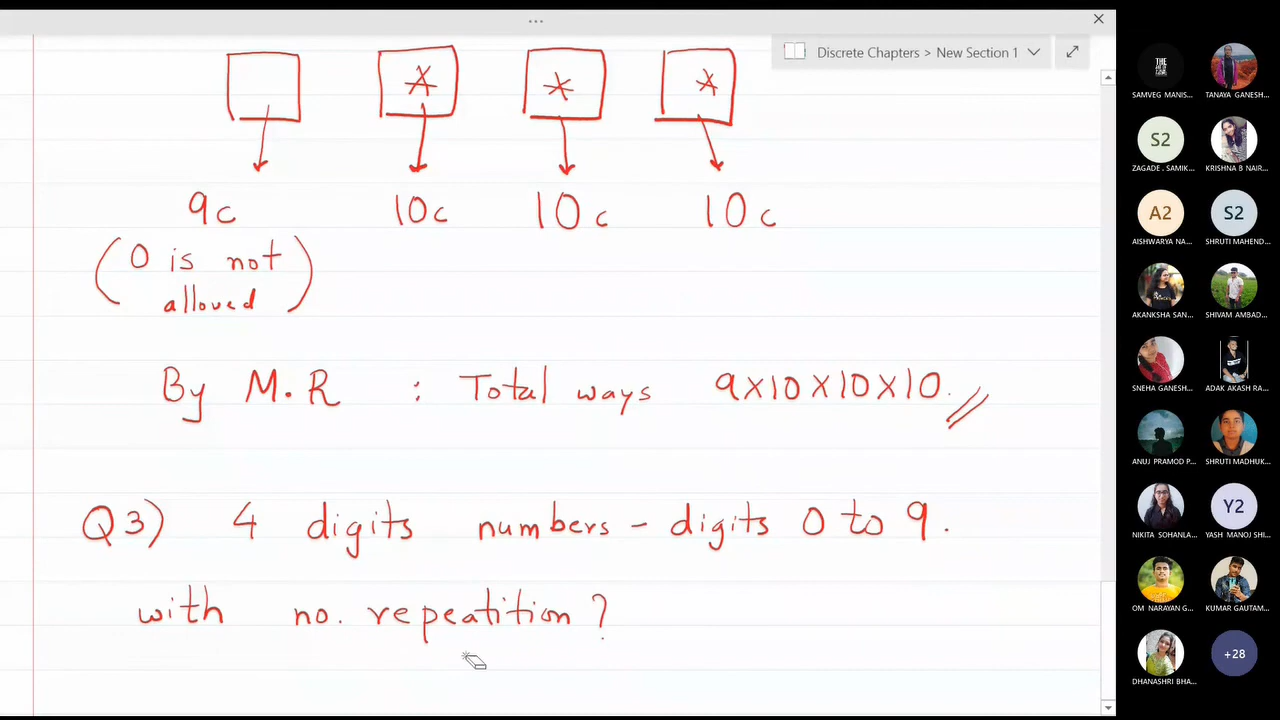 ...
Discrete Chapters > New Section 1
* * *
9c 10c 10c 10c
(0 is not
alloved)
By M.R : Total ways 9x10x10x10.
Q3) 4 digits numbers - digits 0 to 9.
with no. repeatition ?
SAMVEG MANIS... TANAYA GANESH...
S2
ZAGADE . SAMIK... KRISHNA B NAIR...
A2 S2
AISHWARYA NA... SHRUTI MAHEND...
AKANKSHA SAN... SHIVAM AMBAD...
SNEHA GANESH... ADAK AKASH RA...
ANUJ PRAMOD P... SHRUTI MADHUK...
Y2
NIKITA SOHANLA... YASH MANOJ SHI...
OM NARAYAN G... KUMAR GAUTAM...
+28
DHANASHRI BHA...